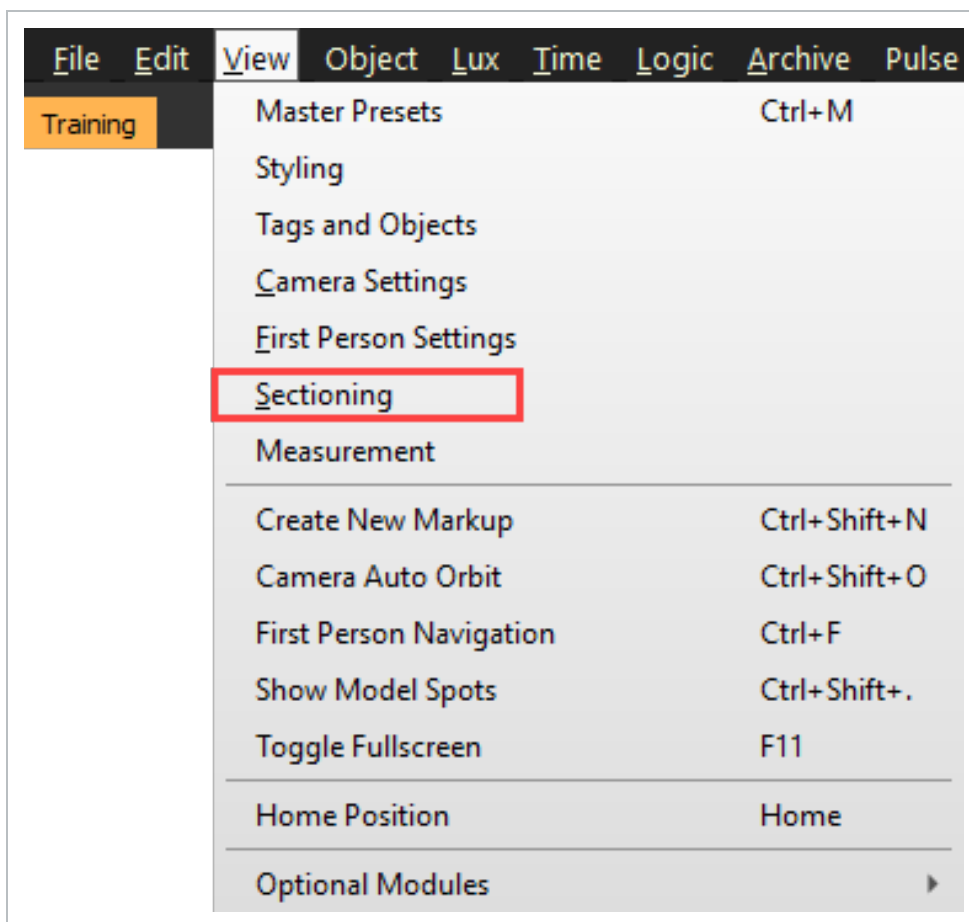 File Edit View Object Lux Time Logic Archive Pulse
Training
Master Presets Ctrl+M
Styling
Tags and Objects
Camera Settings
First Person Settings
Sectioning
Measurement
Create New Markup Ctrl+Shift+N
Camera Auto Orbit Ctrl+Shift+O
First Person Navigation Ctrl+F
Show Model Spots Ctrl+Shift+.
Toggle Fullscreen F11
Home Position Home
Optional Modules